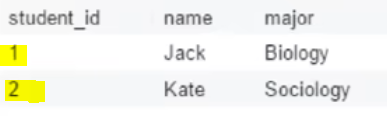 student_id name major
1 Jack Biology
2 Kate Sociology